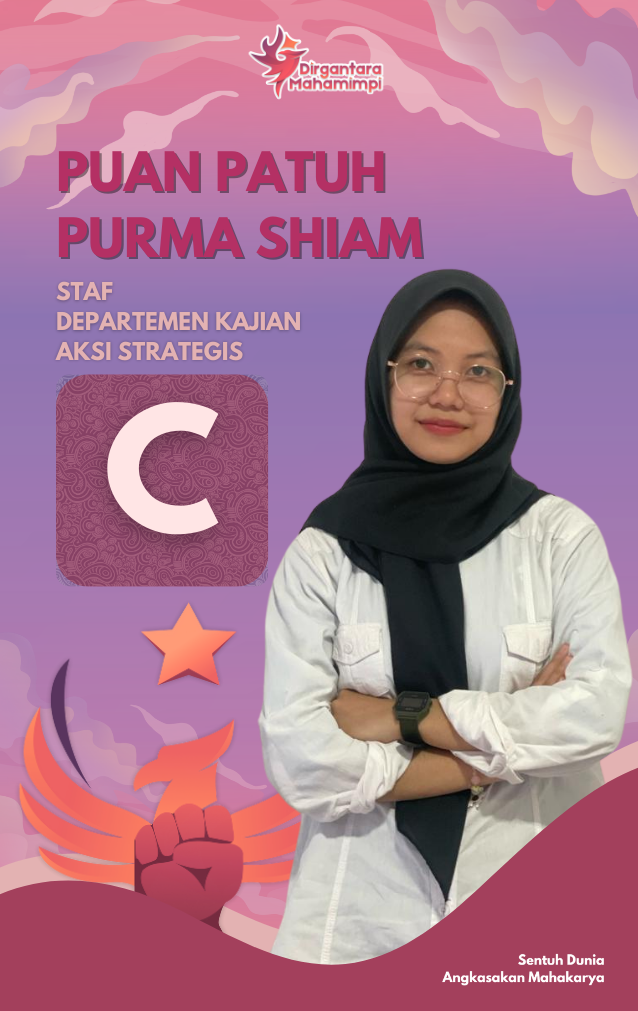 Dirgantara
Mahamimpi
PUAN PATUH
PURMA SHIAM
STAF
DEPARTEMEN KAJIAN
AKSI STRATEGIS
C
Sentuh Dunia
Angkasakan Mahakarya